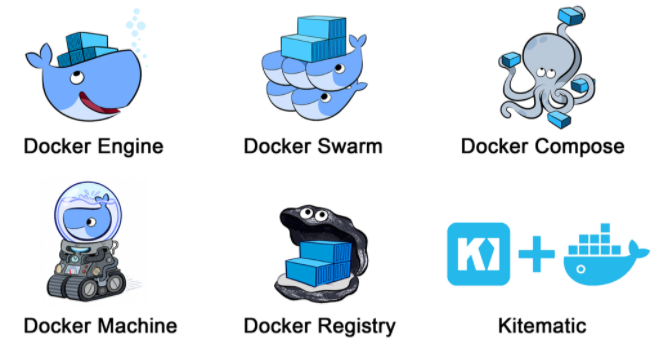 Docker Engine
Docker Swarm
Docker Compose
Docker Machine
Docker Registry
K
Kitematic